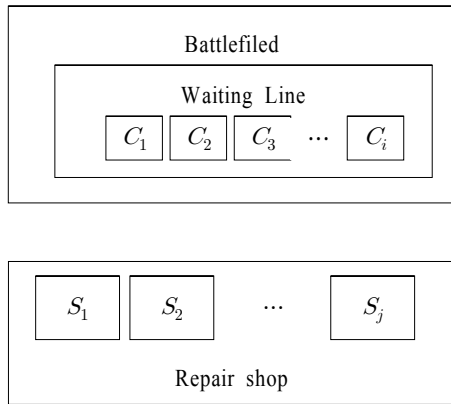 Battlefiled
Waiting Line
C₁ C₂ C₃ ... Cᵢ
S₁ S₂ ... Sⱼ
Repair shop